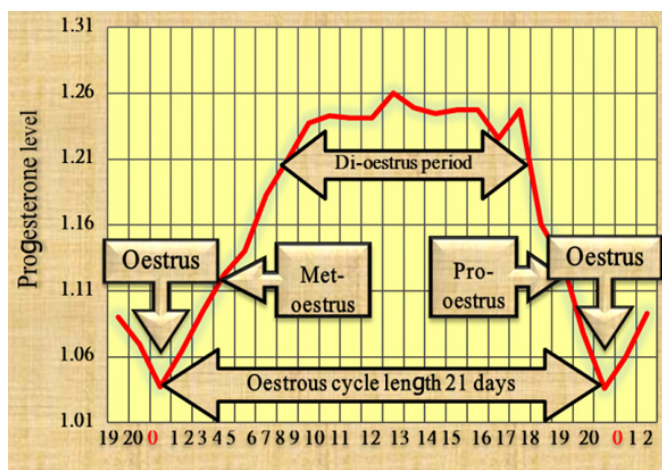 1.31
1.26
1.21
1.16
1.11
1.06
1.01
Progesterone level
Di-oestrus period
Oestrus
Met-
oestrus
Pro-
oestrus
Oestrus
Oestrous cycle length 21 days
19 20 0 1 2 3 4 5 6 7 8 9 10 11 12 13 14 15 16 17 18 19 20 0 1 2